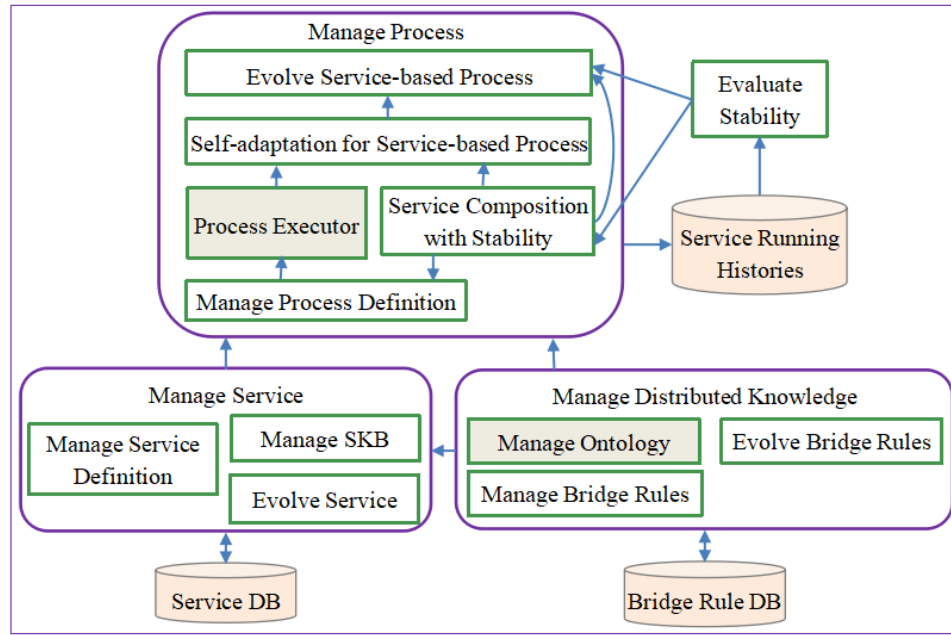 Manage Process
Evolve Service-based Process
Evaluate
Stability
Self-adaptation for Service-based Process
Process Executor
Service Composition
with Stability
Service Running
Histories
Manage Process Definition
Manage Service
Manage Service
Definition
Manage SKB
Evolve Service
Manage Distributed Knowledge
Manage Ontology
Evolve Bridge Rules
Manage Bridge Rules
Service DB
Bridge Rule DB